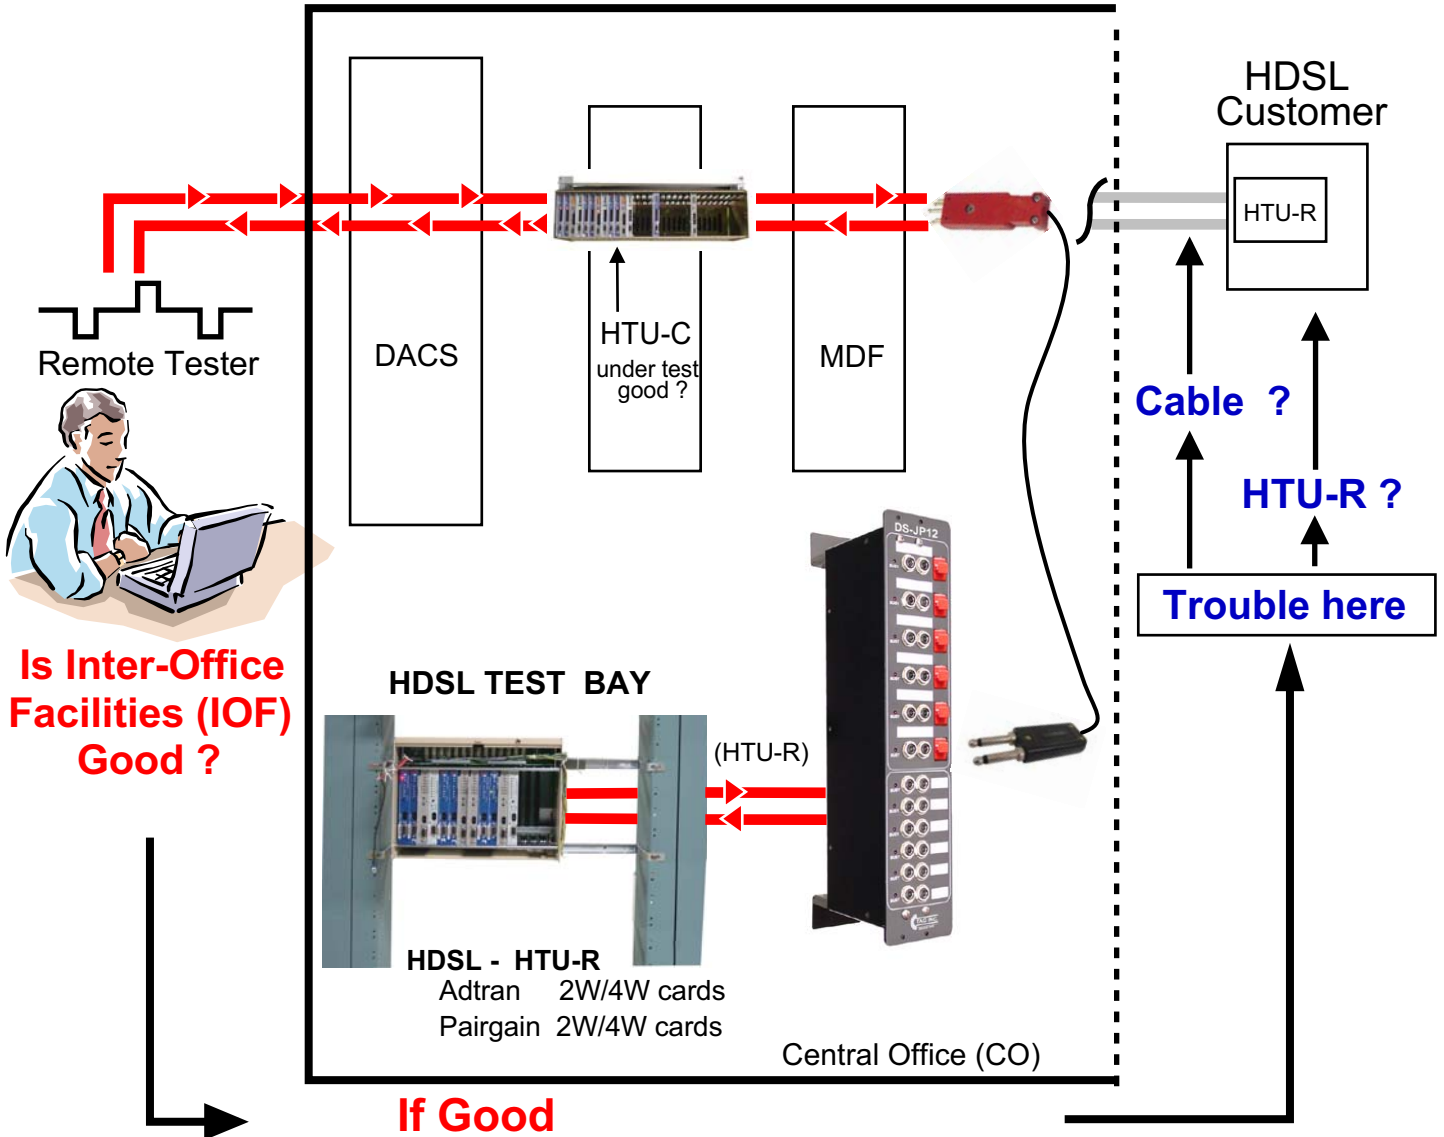 HDSL
Customer
HTU-R
Remote Tester
DACS
HTU-C
under test
good ?
MDF
Cable ?
HTU-R ?
Trouble here
Is Inter-Office
Facilities (IOF)
Good ?
HDSL TEST BAY
(HTU-R)
DS-JP12
HDSL - HTU-R
Adtran 2W/4W cards
Pairgain 2W/4W cards
Central Office (CO)
If Good